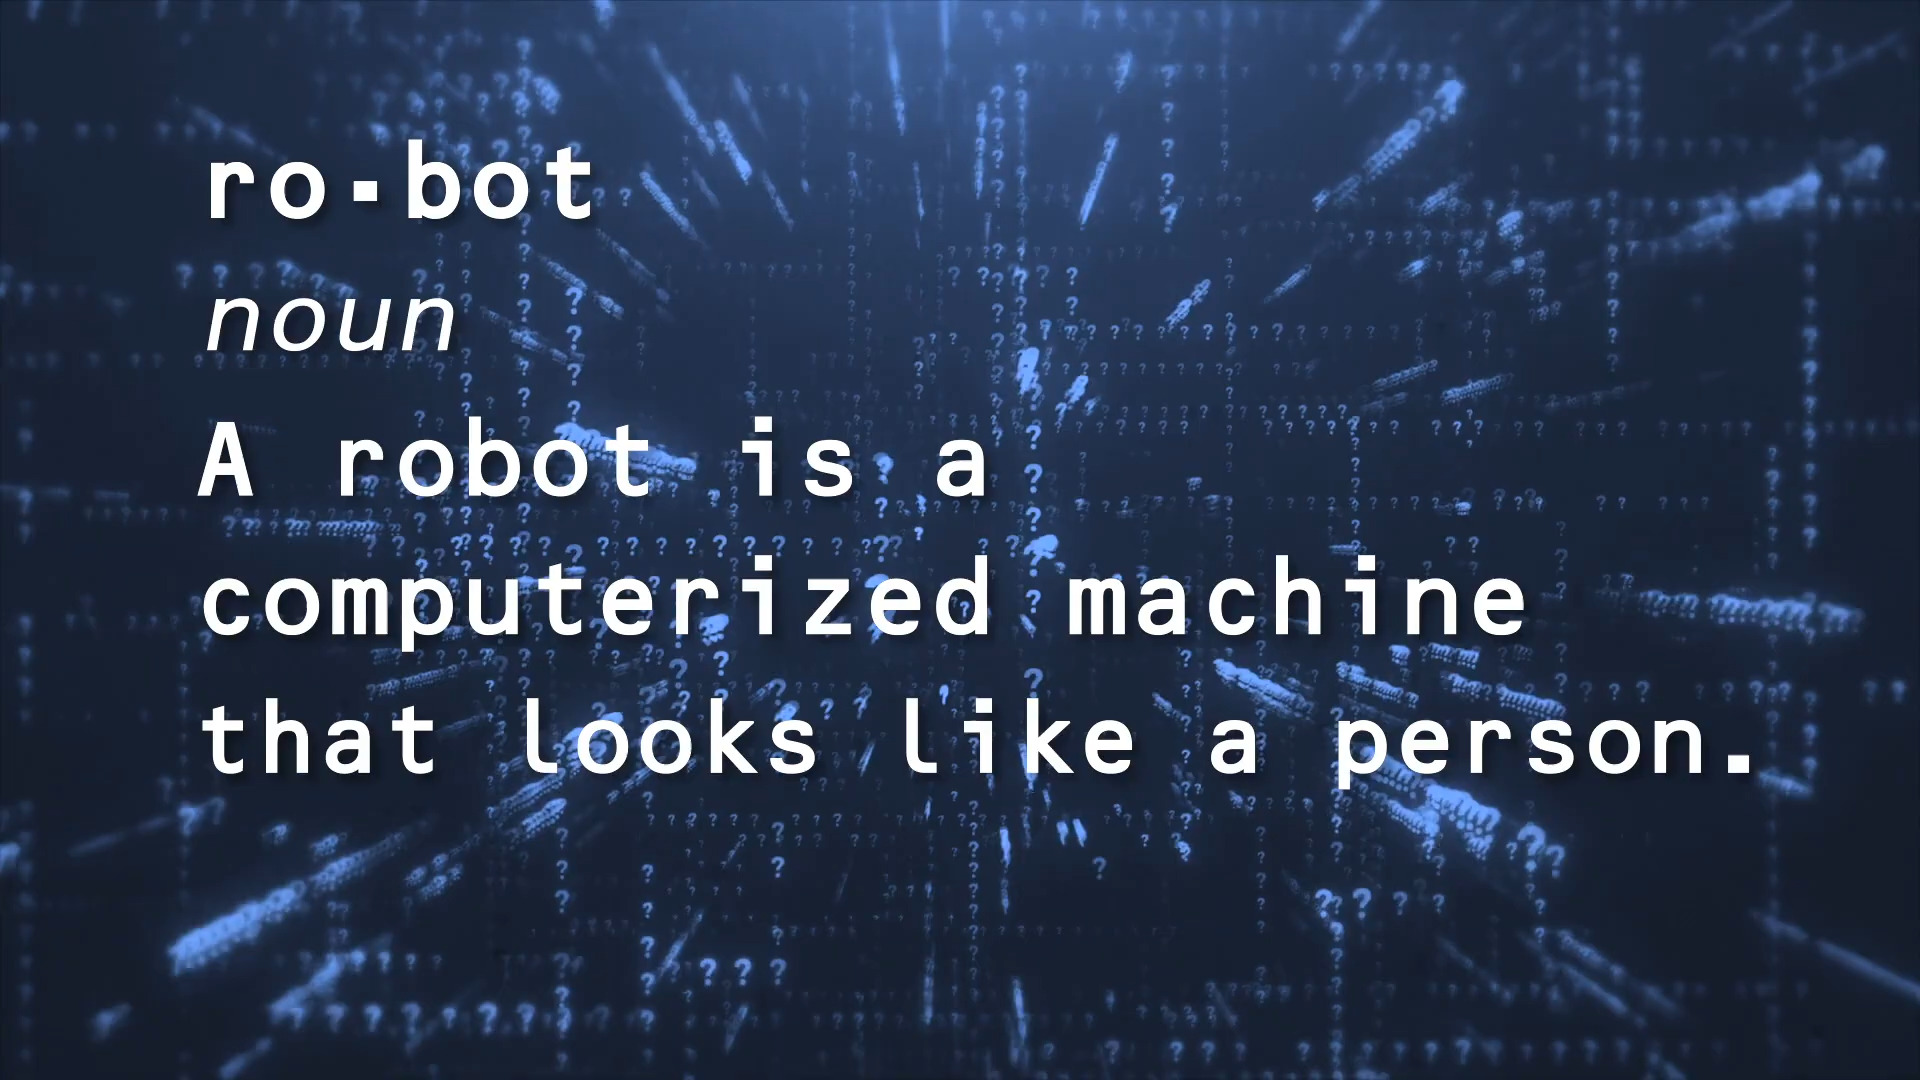 ro▪bot
noun
A robot is a
computerized machine
that looks like a person.